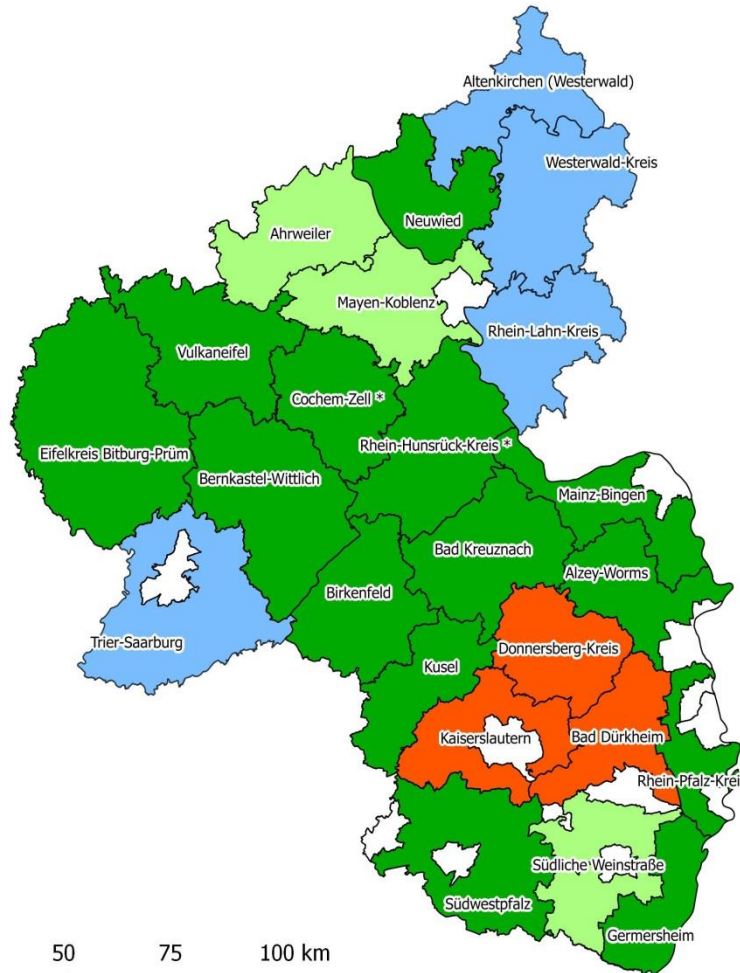 Altenkirchen (Westerwald)
Westerwald-Kreis
Neuwied
Ahrweiler
Mayen-Koblenz
Rhein-Lahn-Kreis
Vulkaneifel
Cochem-Zell *
Rhein-Hunsrück-Kreis *
Eifelkreis Bitburg-Prüm
Bernkastel-Wittlich
Mainz-Bingen
Bad Kreuznach
Alzey-Worms
Birkenfeld
Trier-Saarburg
Donnersberg-Kreis
Kusel
Kaiserslautern
Bad Dürkheim
Rhein-Pfalz-Krei
Südliche Weinstraße
Südwestpfalz
Germersheim
50 75 100 km